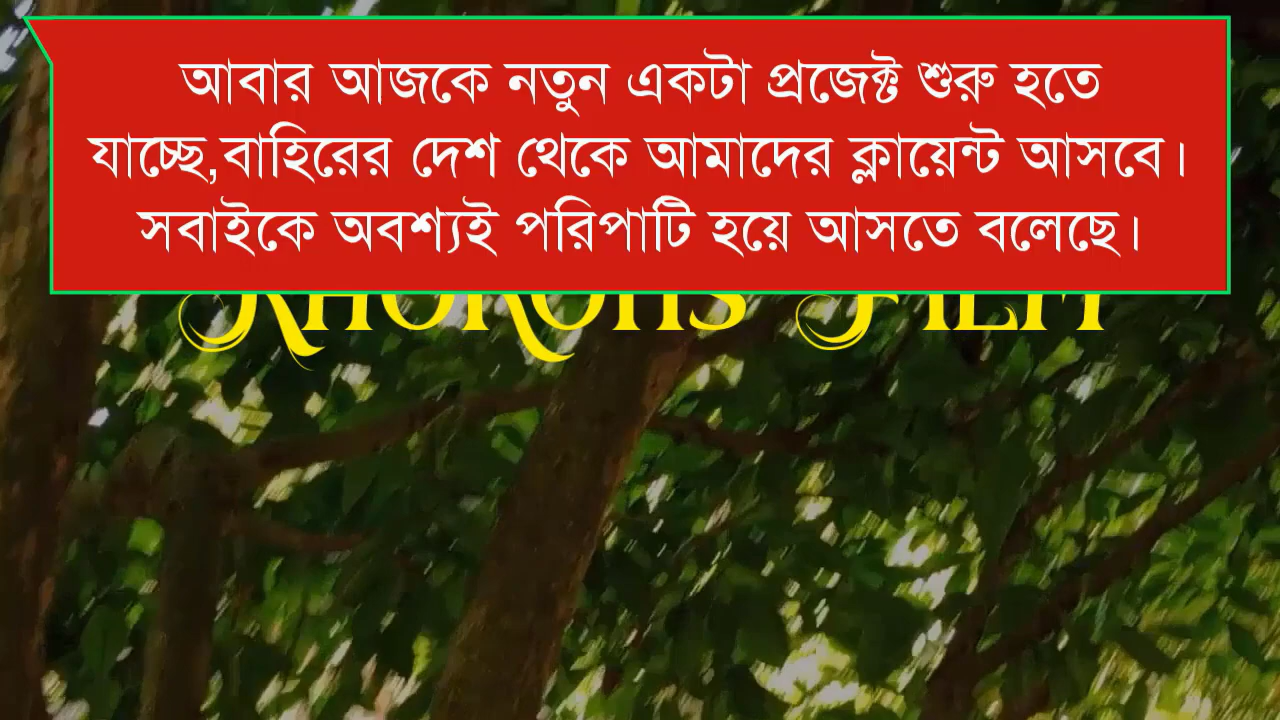 আবার আজকে নতুন একটা প্রজেক্ট শুরু হতে
যাচ্ছে,বাহিরের দেশ থেকে আমাদের ক্লায়েন্ট আসবে।
সবাইকে অবশ্যই পরিপাটি হয়ে আসতে বলেছে।